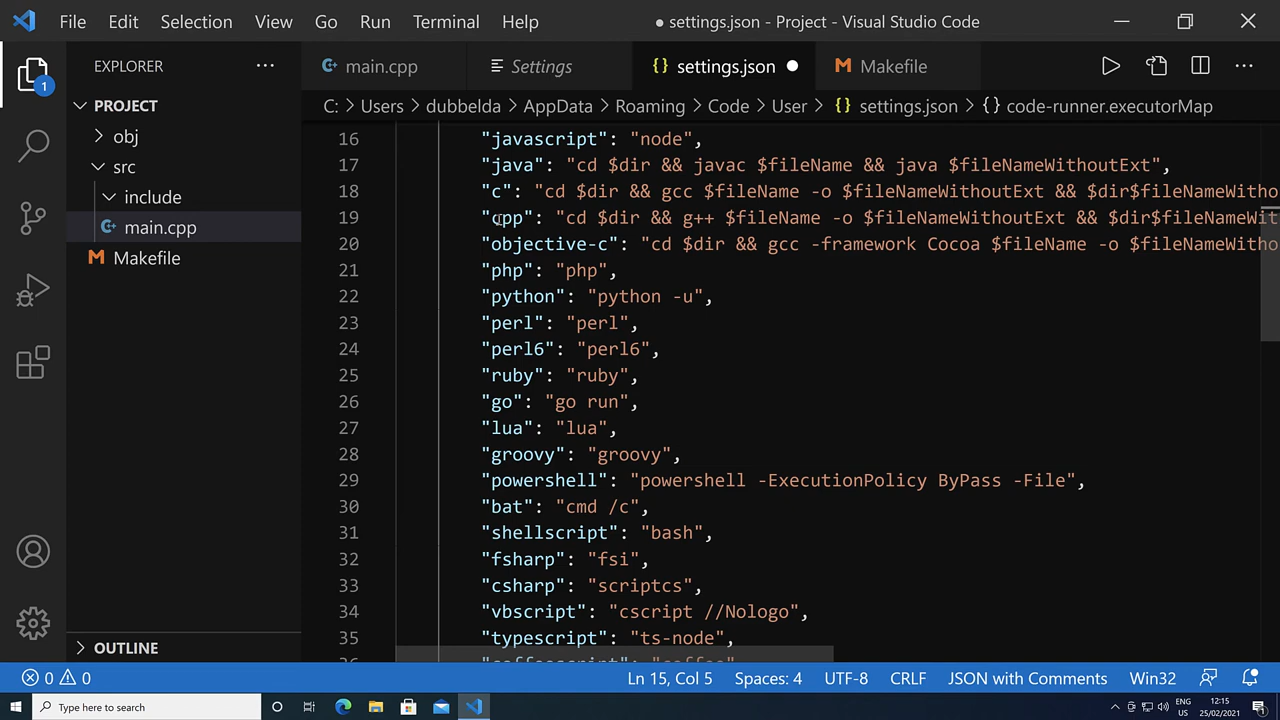 File Edit Selection View Go Run Terminal Help ● settings.json - Project - Visual Studio Code
EXPLORER ···
main.cpp Settings {} settings.json ● M Makefile ···
1
PROJECT
C: > Users > dubbelda > AppData > Roaming > Code > User > {} settings.json > {} code-runner.executorMap
obj
src
include
main.cpp
M Makefile
16 "javascript": "node",
17 "java": "cd $dir && javac $fileName && java $fileNameWithoutExt",
18 "c": "cd $dir && gcc $fileName -o $fileNameWithoutExt && $dir$fileNameWitho
19 "cpp": "cd $dir && g++ $fileName -o $fileNameWithoutExt && $dir$fileNameWit
20 "objective-c": "cd $dir && gcc -framework Cocoa $fileName -o $fileNameWitho
21 "php": "php",
22 "python": "python -u",
23 "perl": "perl",
24 "perl6": "perl6",
25 "ruby": "ruby",
26 "go": "go run",
27 "lua": "lua",
28 "groovy": "groovy",
29 "powershell": "powershell -ExecutionPolicy ByPass -File",
30 "bat": "cmd /c",
31 "shellscript": "bash",
32 "fsharp": "fsi",
33 "csharp": "scriptcs",
34 "vbscript": "cscript //Nologo",
35 "typescript": "ts-node",
OUTLINE
0 0 Ln 15, Col 5 Spaces: 4 UTF-8 CRLF JSON with Comments Win32
Type here to search
ENG
US
12:15
25/02/2021